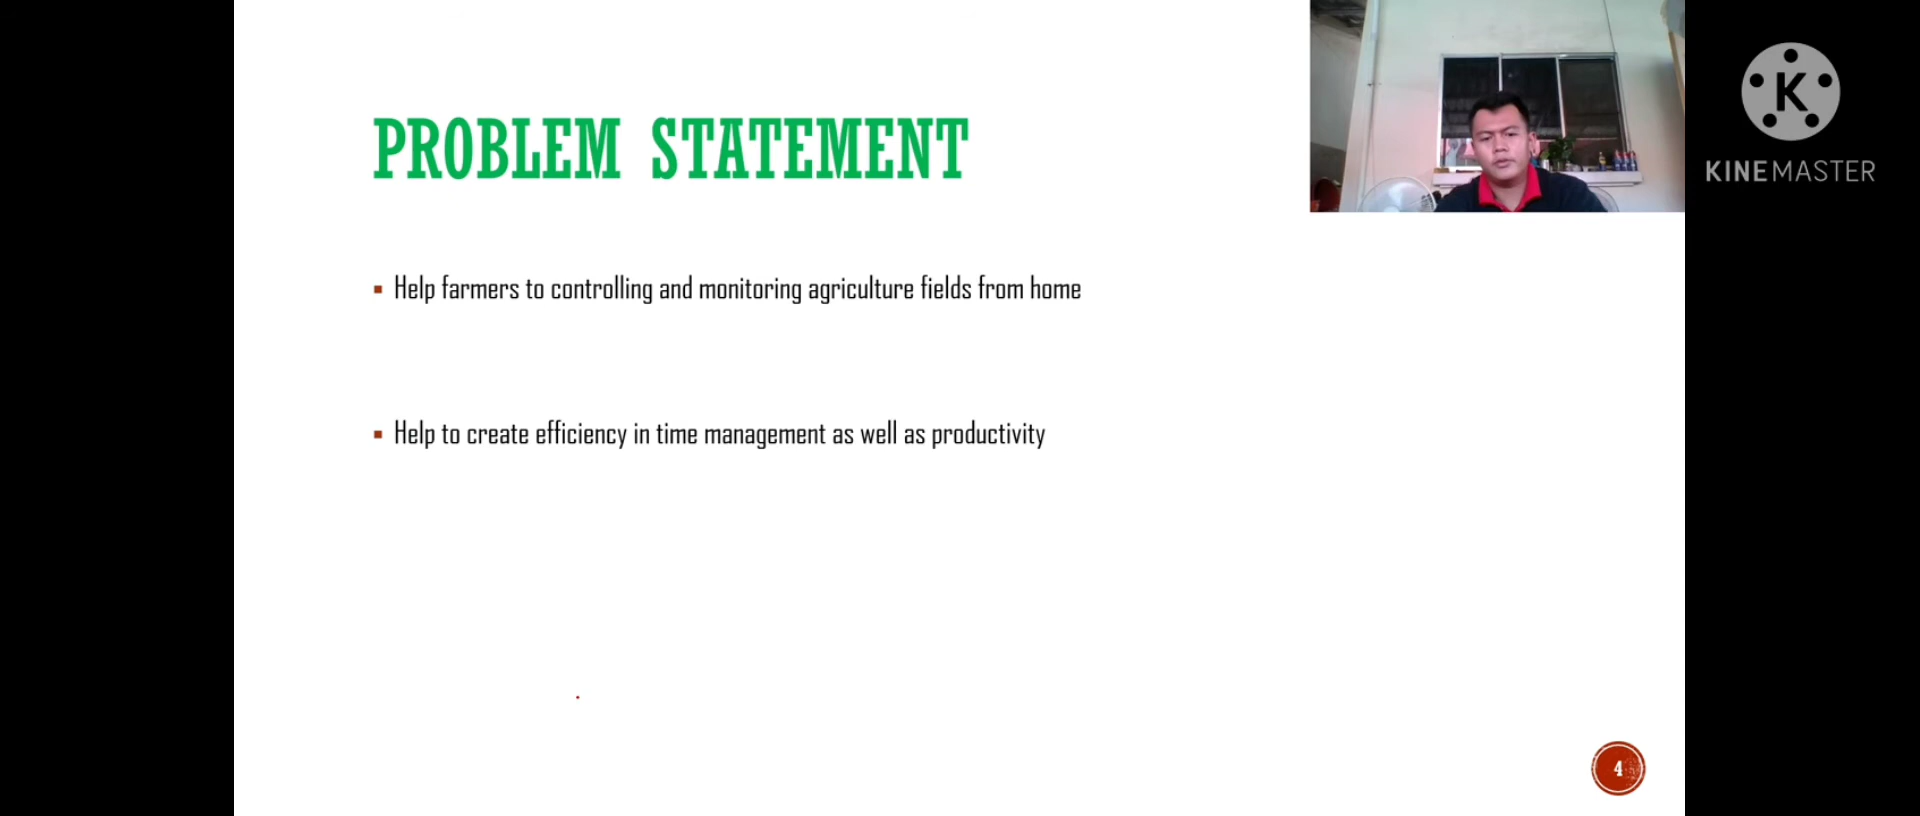 PROBLEM STATEMENT
Help farmers to controlling and monitoring agriculture fields from home
Help to create efficiency in time management as well as productivity
4
K
KINEMASTER